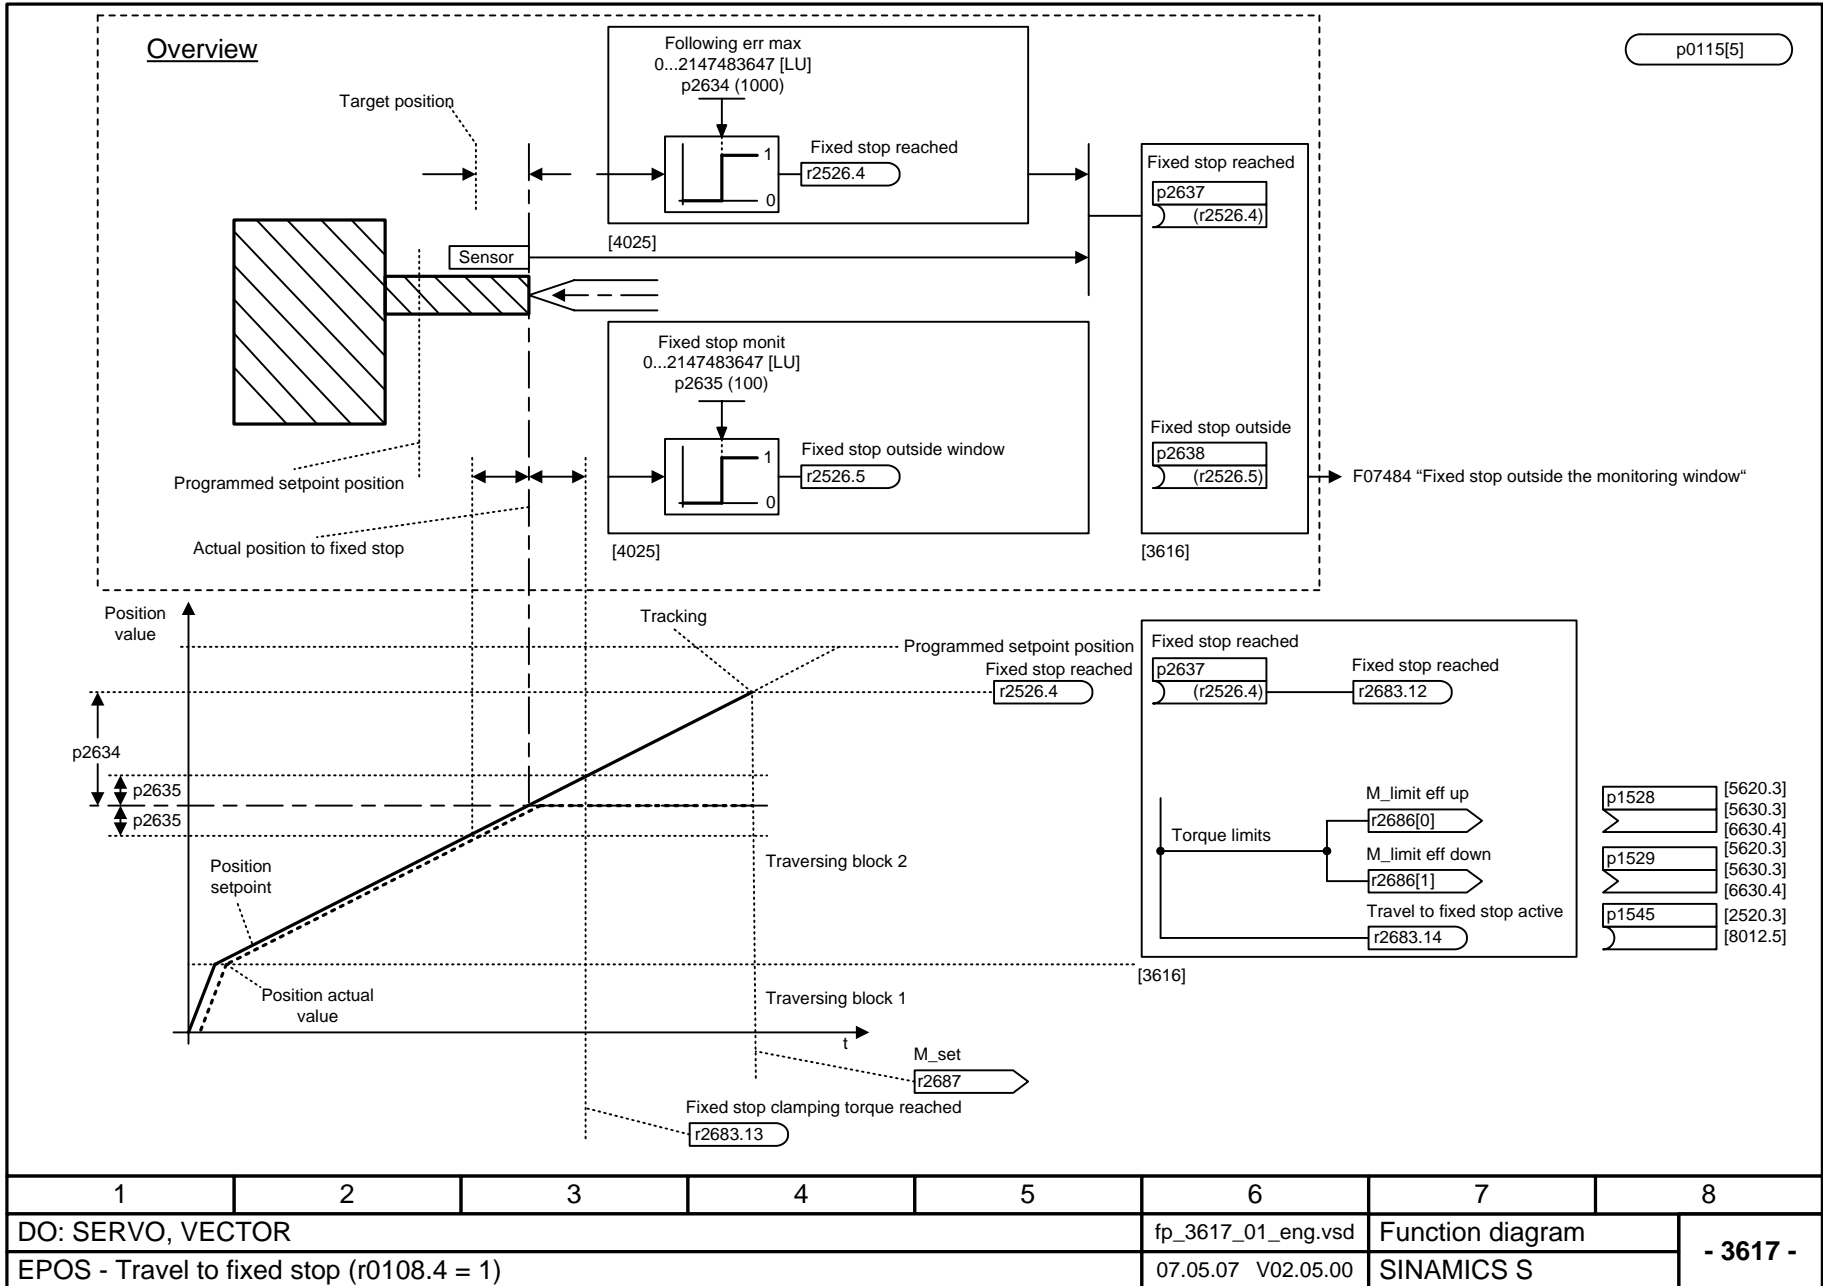 Overview
Following err max
0...2147483647 [LU]
p2634 (1000)
p0115[5]
Target position
1
0
Fixed stop reached
r2526.4
Fixed stop reached
p2637
(r2526.4)
[4025]
Sensor
Fixed stop monit
0...2147483647 [LU]
p2635 (100)
1
0
Fixed stop outside window
r2526.5
Fixed stop outside
p2638
(r2526.5)
F07484 “Fixed stop outside the monitoring window“
Programmed setpoint position
Actual position to fixed stop
[4025]
[3616]
Position
value
Tracking
Programmed setpoint position
Fixed stop reached
r2526.4
Fixed stop reached
p2637
(r2526.4)
Fixed stop reached
r2683.12
p2634
p2635
p2635
M_limit eff up
r2686[0]
Torque limits
M_limit eff down
r2686[1]
Travel to fixed stop active
r2683.14
p1528
[5620.3]
[5630.3]
[6630.4]
p1529
[5620.3]
[5630.3]
[6630.4]
p1545
[2520.3]
[8012.5]
Position
setpoint
Traversing block 2
[3616]
Position actual
value
Traversing block 1
t
M_set
r2687
Fixed stop clamping torque reached
r2683.13
1 2 3 4 5 6 7 8
DO: SERVO, VECTOR
fp_3617_01_eng.vsd
Function diagram
- 3617 -
EPOS - Travel to fixed stop (r0108.4 = 1)
07.05.07 V02.05.00
SINAMICS S